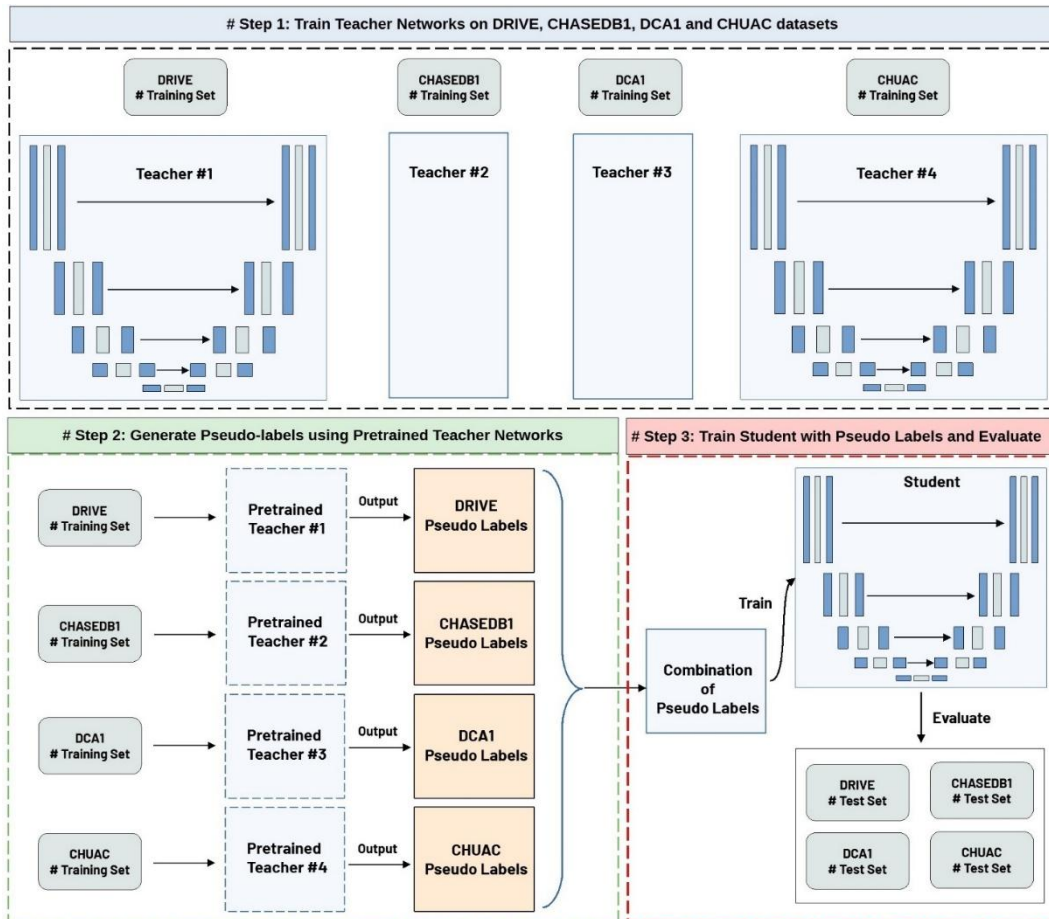 # Step 1: Train Teacher Networks on DRIVE, CHASEDB1, DCA1 and CHUAC datasets
DRIVE
# Training Set
CHASEDB1
# Training Set
DCA1
# Training Set
CHUAC
# Training Set
Teacher #1
Teacher #2
Teacher #3
Teacher #4
# Step 2: Generate Pseudo-labels using Pretrained Teacher Networks
DRIVE
# Training Set
Pretrained
Teacher #1
Output
DRIVE
Pseudo Labels
CHASEDB1
# Training Set
Pretrained
Teacher #2
Output
CHASEDB1
Pseudo Labels
DCA1
# Training Set
Pretrained
Teacher #3
Output
DCA1
Pseudo Labels
CHUAC
# Training Set
Pretrained
Teacher #4
Output
CHUAC
Pseudo Labels
# Step 3: Train Student with Pseudo Labels and Evaluate
Student
Train
Combination
of
Pseudo Labels
Evaluate
DRIVE
# Test Set
CHASEDB1
# Test Set
DCA1
# Test Set
CHUAC
# Test Set